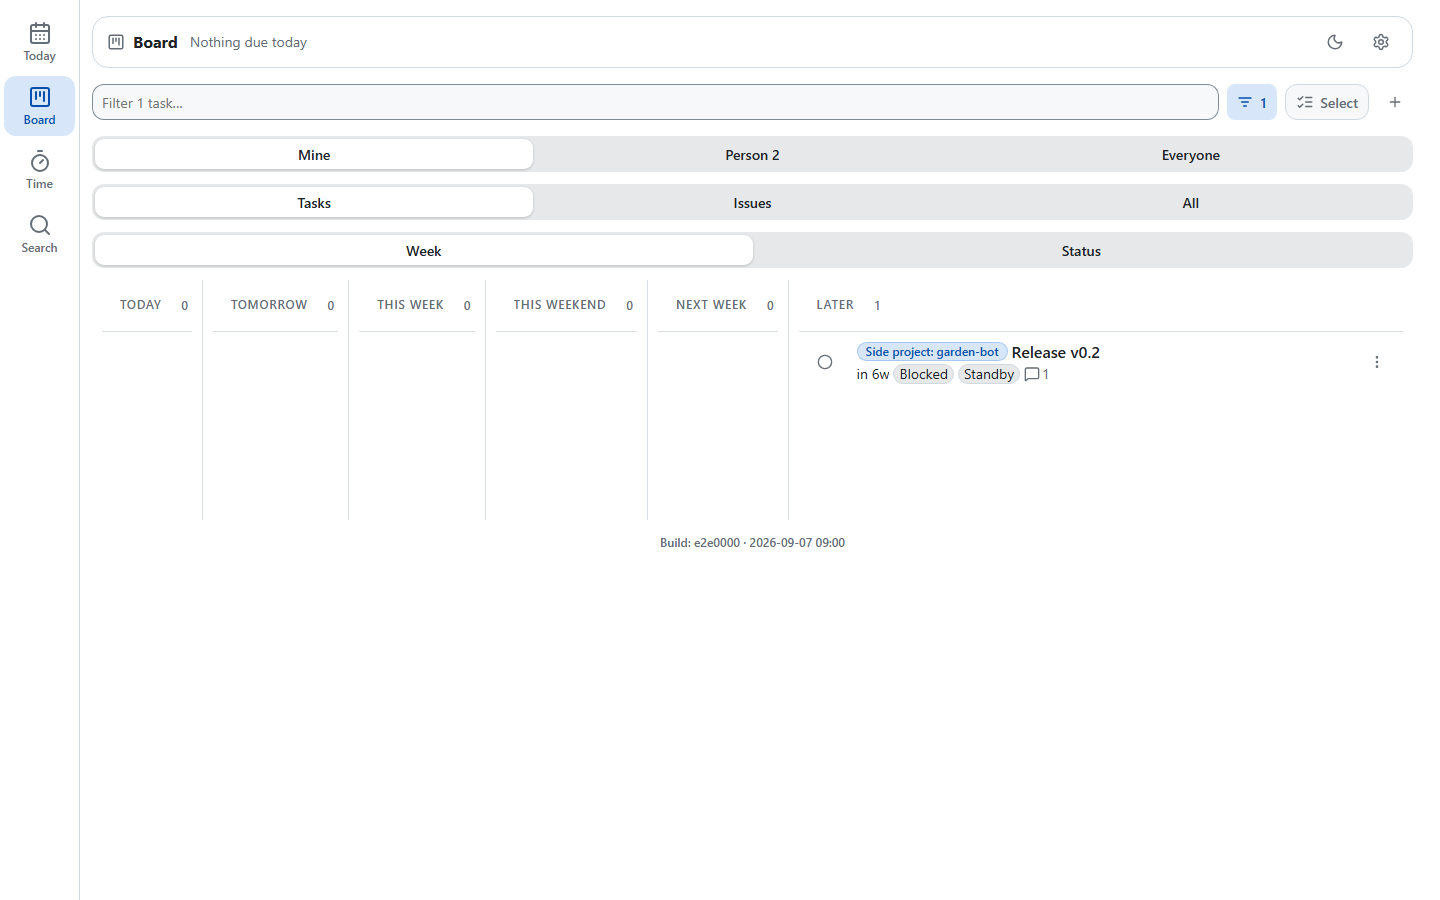 Today
Board
Time
Search
Board Nothing due today
Filter 1 task...
1
Select
Mine Person 2 Everyone
Tasks Issues All
Week Status
TODAY 0 TOMORROW 0 THIS WEEK 0 THIS WEEKEND 0 NEXT WEEK 0 LATER 1
Side project: garden-bot Release v0.2
in 6w Blocked Standby 1
Build: e2e0000 · 2026-09-07 09:00